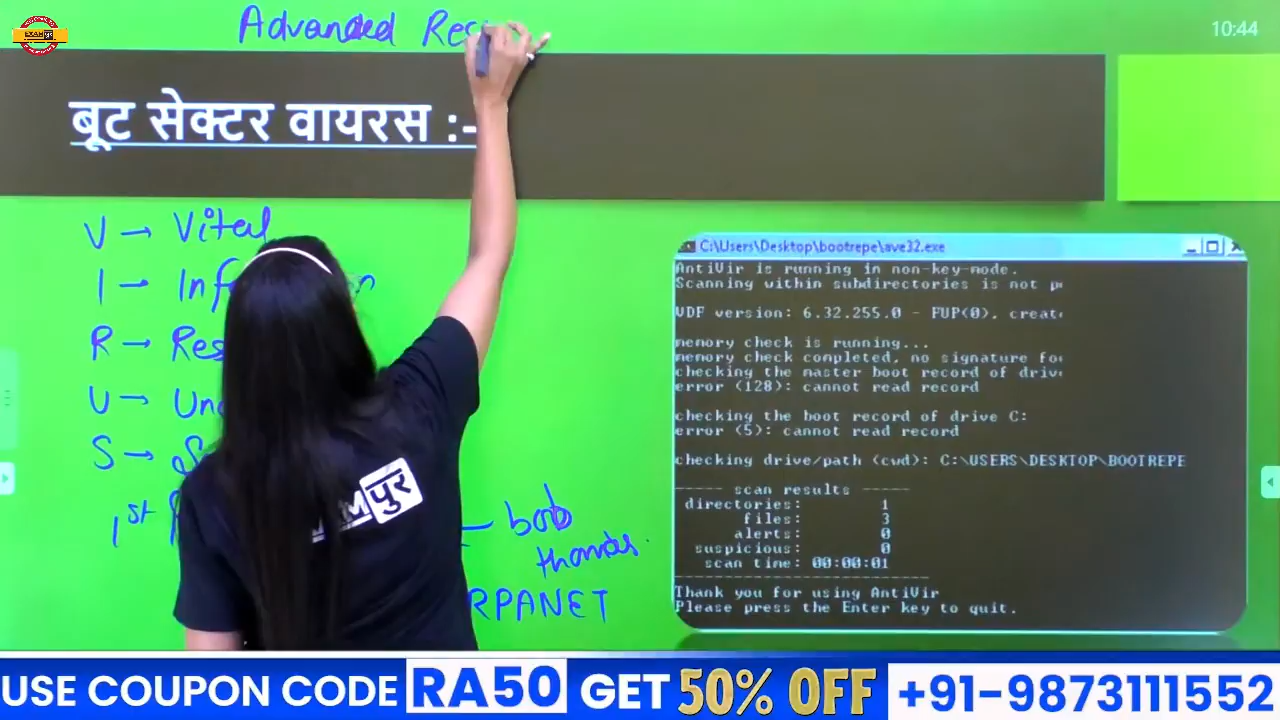 Advanced Res
10:44
बूट सेक्टर वायरस :-
V → Vital
I → Inf
R → Res
U → Un
S → S
1st
— bob
thomas.
RPANET
पुर
C:\Users\Desktop\bootrepe\ave32.exe
AntiVir is running in non-key-mode.
Scanning within subdirectories is not p
VDF version: 6.32.255.0 - FUP(0), create
memory check is running...
memory check completed, no signature fo
checking the master boot record of drive
error (128): cannot read record
checking the boot record of drive C:
error (5): cannot read record
checking drive/path (cwd): C:\USERS\DESKTOP\BOOTREPE
----- scan results -----
directories: 1
files: 3
alerts: 0
suspicious: 0
scan time: 00:00:01
Thank you for using AntiVir
Please press the Enter key to quit.
USE COUPON CODE RA50 GET 50% OFF +91-9873111552